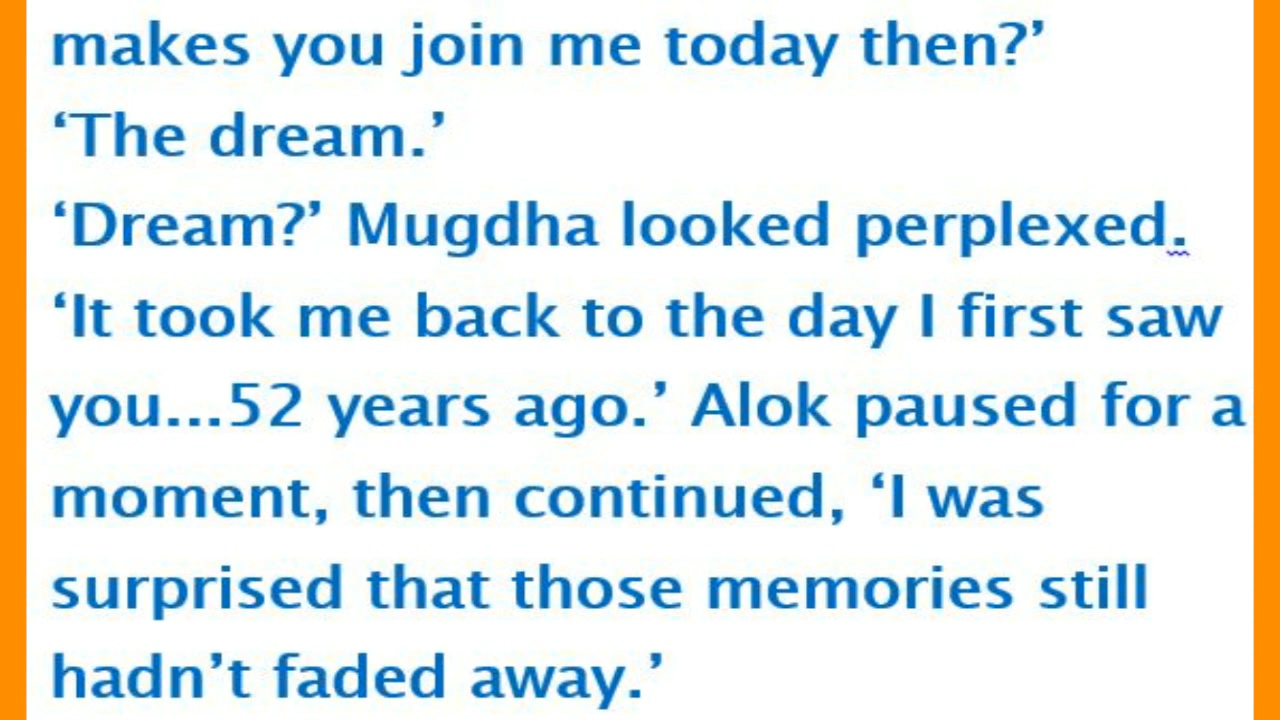 makes you join me today then?’
‘The dream.’
‘Dream?’ Mugdha looked perplexed.
‘It took me back to the day I first saw
you...52 years ago.’ Alok paused for a
moment, then continued, ‘I was
surprised that those memories still
hadn’t faded away.’